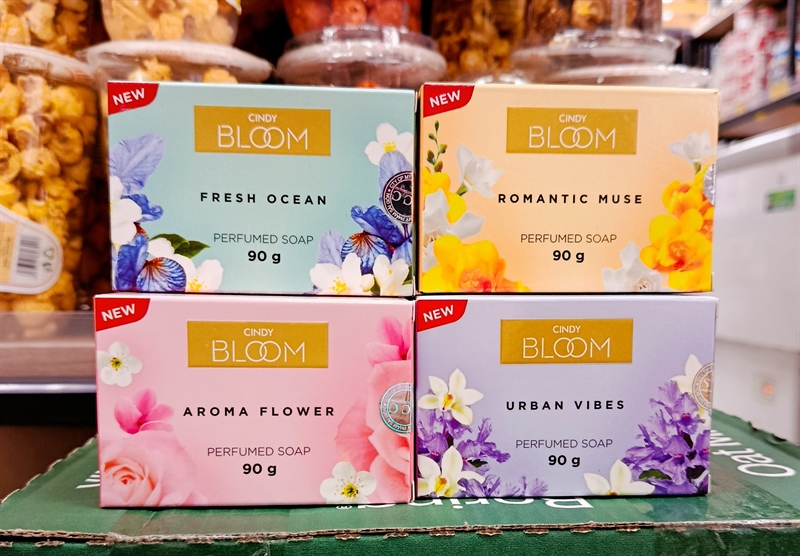 NEW
CINDY
BLOOM
FRESH OCEAN
PERFUMED SOAP
90 g
NEW
CINDY
BLOOM
ROMANTIC MUSE
PERFUMED SOAP
90 g
NEW
CINDY
BLOOM
AROMA FLOWER
PERFUMED SOAP
90 g
NEW
CINDY
BLOOM
URBAN VIBES
PERFUMED SOAP
90 g